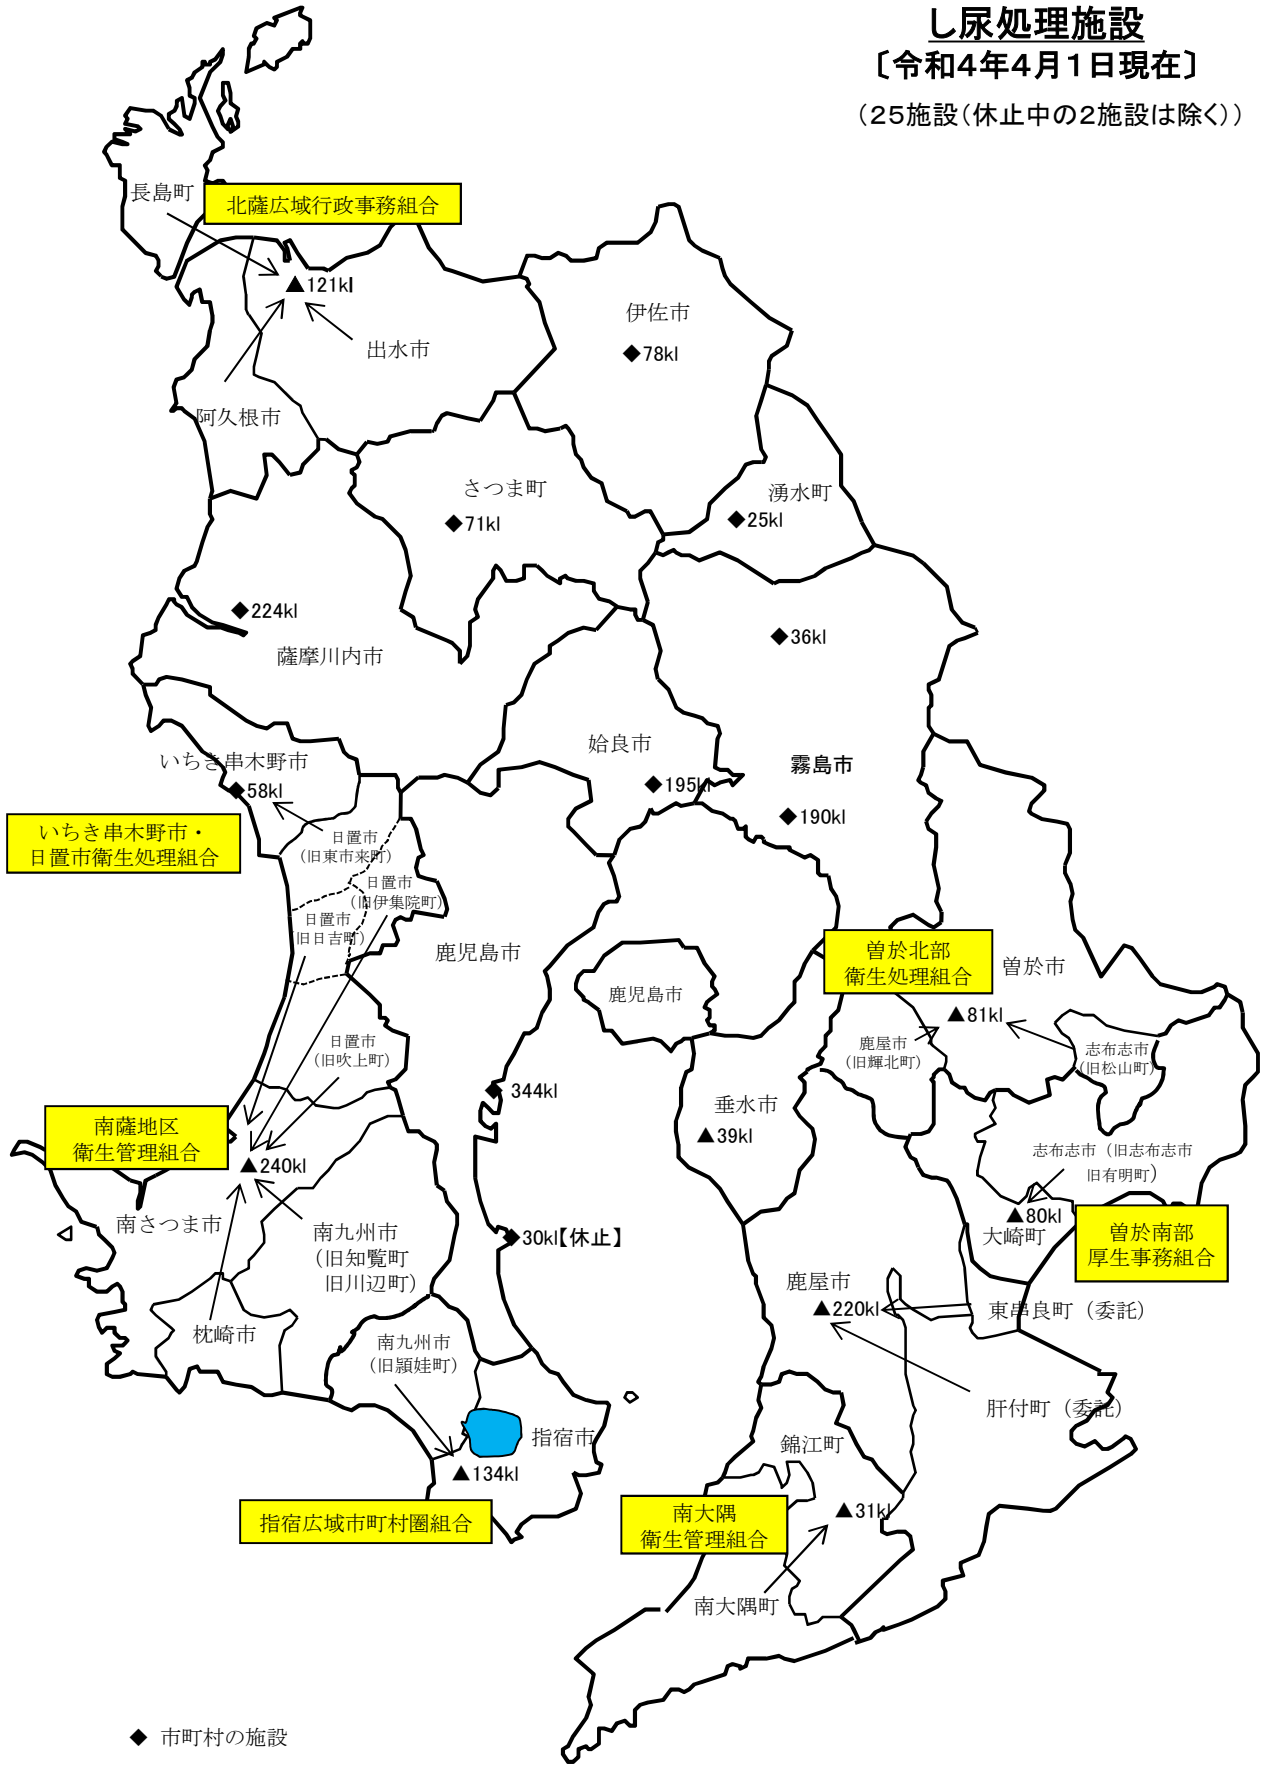 し尿処理施設
〔令和4年4月1日現在〕
（25施設（休止中の2施設は除く））
長島町
北薩広域行政事務組合
▲121kl
出水市
阿久根市
伊佐市
◆78kl
さつま町
◆71kl
湧水町
◆25kl
◆224kl
薩摩川内市
◆36kl
いちき串木野市
◆58kl
姶良市
◆195kl
霧島市
◆190kl
いちき串木野市・
日置市衛生処理組合
日置市
（旧東市来町）
日置市
（旧伊集院町）
日置市
（旧日吉町）
鹿児島市
鹿児島市
曽於北部
衛生処理組合
曽於市
▲81kl
鹿屋市
（旧輝北町）
志布志市
（旧松山町）
日置市
（旧吹上町）
◆344kl
垂水市
▲39kl
南薩地区
衛生管理組合
▲240kl
南さつま市
南九州市
（旧知覧町
旧川辺町）
◆30kl【休止】
志布志市（旧志布志市
旧有明町）
▲80kl
大崎町
曽於南部
厚生事務組合
鹿屋市
▲220kl
東串良町（委託）
枕崎市
南九州市
（旧頴娃町）
肝付町（委託）
指宿市
▲134kl
錦江町
▲31kl
指宿広域市町村圏組合
南大隅
衛生管理組合
南大隅町
◆ 市町村の施設